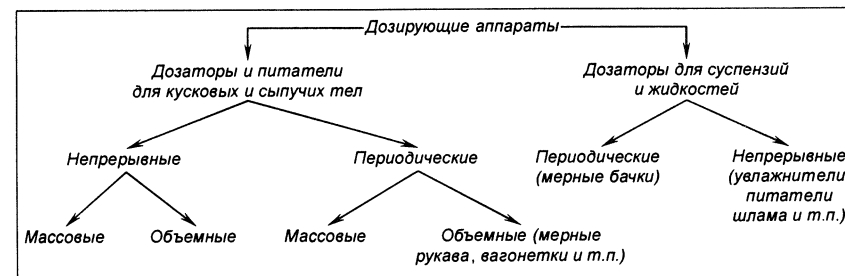 Дозирующие аппараты
Дозаторы и питатели
для кусковых и сыпучих тел
Дозаторы для суспензий
и жидкостей
Непрерывные
Периодические
Периодические
(мерные бачки)
Непрерывные
(увлажнители
питатели
шлама и т.п.)
Массовые
Объемные
Массовые
Объемные (мерные
рукава, вагонетки и т.п.)